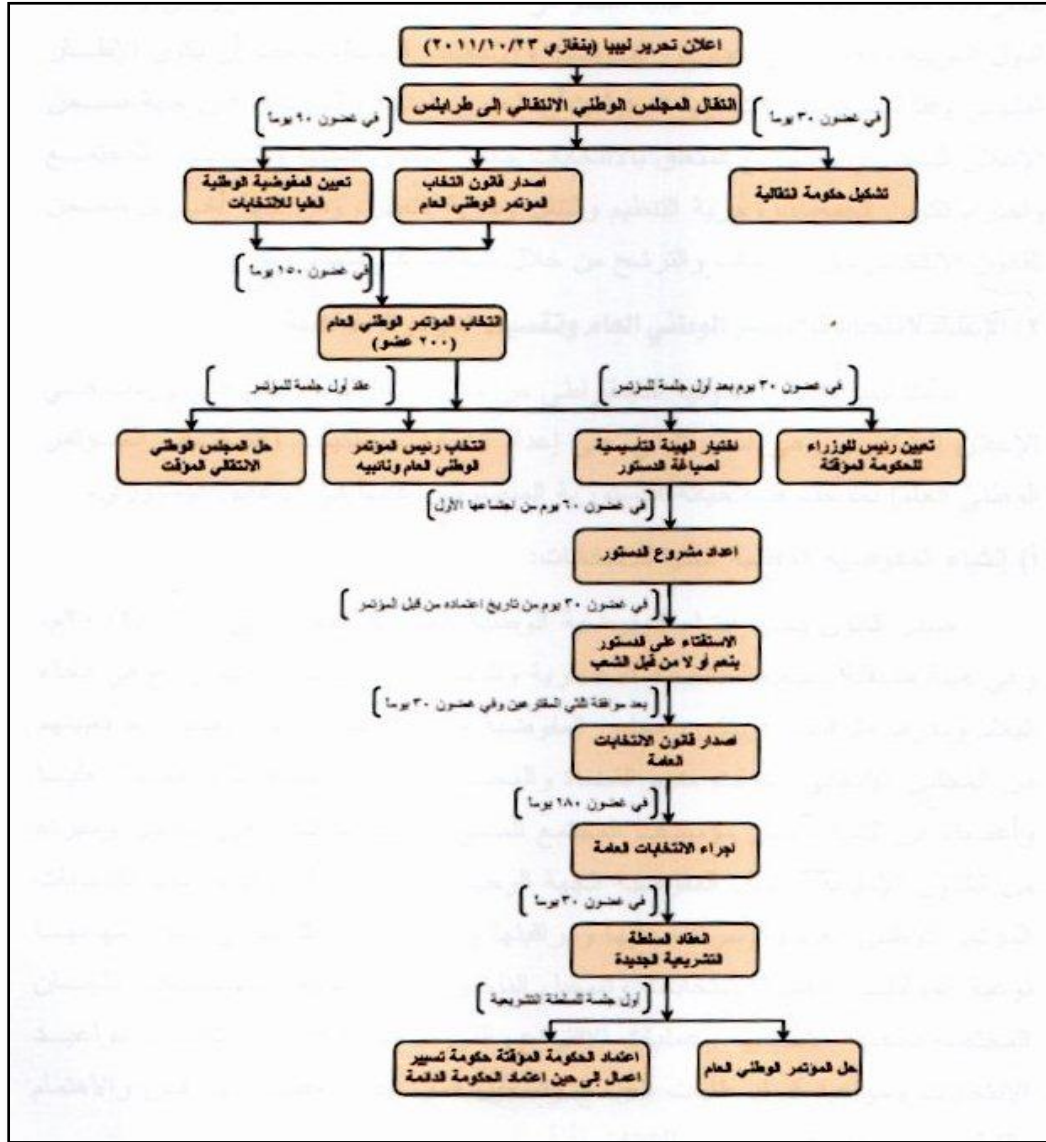 اعلان تحرير ليبيا (بنغازي ٢٠١١/١٠/٢٣)
انتقال المجلس الوطني الانتقالي إلى طرابلس
في غضون ٣٠ يوماً
في غضون ٩٠ يوماً
تشكيل حكومة انتقالية
اصدار قانون انتخاب
المؤتمر الوطني العام
تعيين المفوضية الوطنية
العليا للانتخابات
في غضون ١٥٠ يوماً
انتخاب المؤتمر الوطني العام
(٢٠٠ عضو)
في غضون ٣٠ يوم بعد أول جلسة للمؤتمر
عقد أول جلسة للمؤتمر
تعيين رئيس للوزراء
للحكومة المؤقتة
اختيار الهيئة التأسيسية
لصياغة الدستور
انتخاب رئيس المؤتمر
الوطني العام ونائبيه
حل المجلس الوطني
الانتقالي المؤقت
في غضون ٦٠ يوم من اجتماعها الأول
اعداد مشروع الدستور
في غضون ٣٠ يوم من تاريخ اعتماده من قبل المؤتمر
الاستفتاء على الدستور
بنعم أو لا من قبل الشعب
بعد موافقة ثلثي المقترعين وفي غضون ٣٠ يوماً
اصدار قانون الانتخابات
العامة
في غضون ١٨٠ يوماً
اجراء الانتخابات العامة
في غضون ٣٠ يوماً
انعقاد السلطة
التشريعية الجديدة
أول جلسة للسلطة التشريعية
حل المؤتمر الوطني العام
اعتماد الحكومة المؤقتة حكومة تسيير
اعمال إلى حين اعتماد الحكومة الدائمة